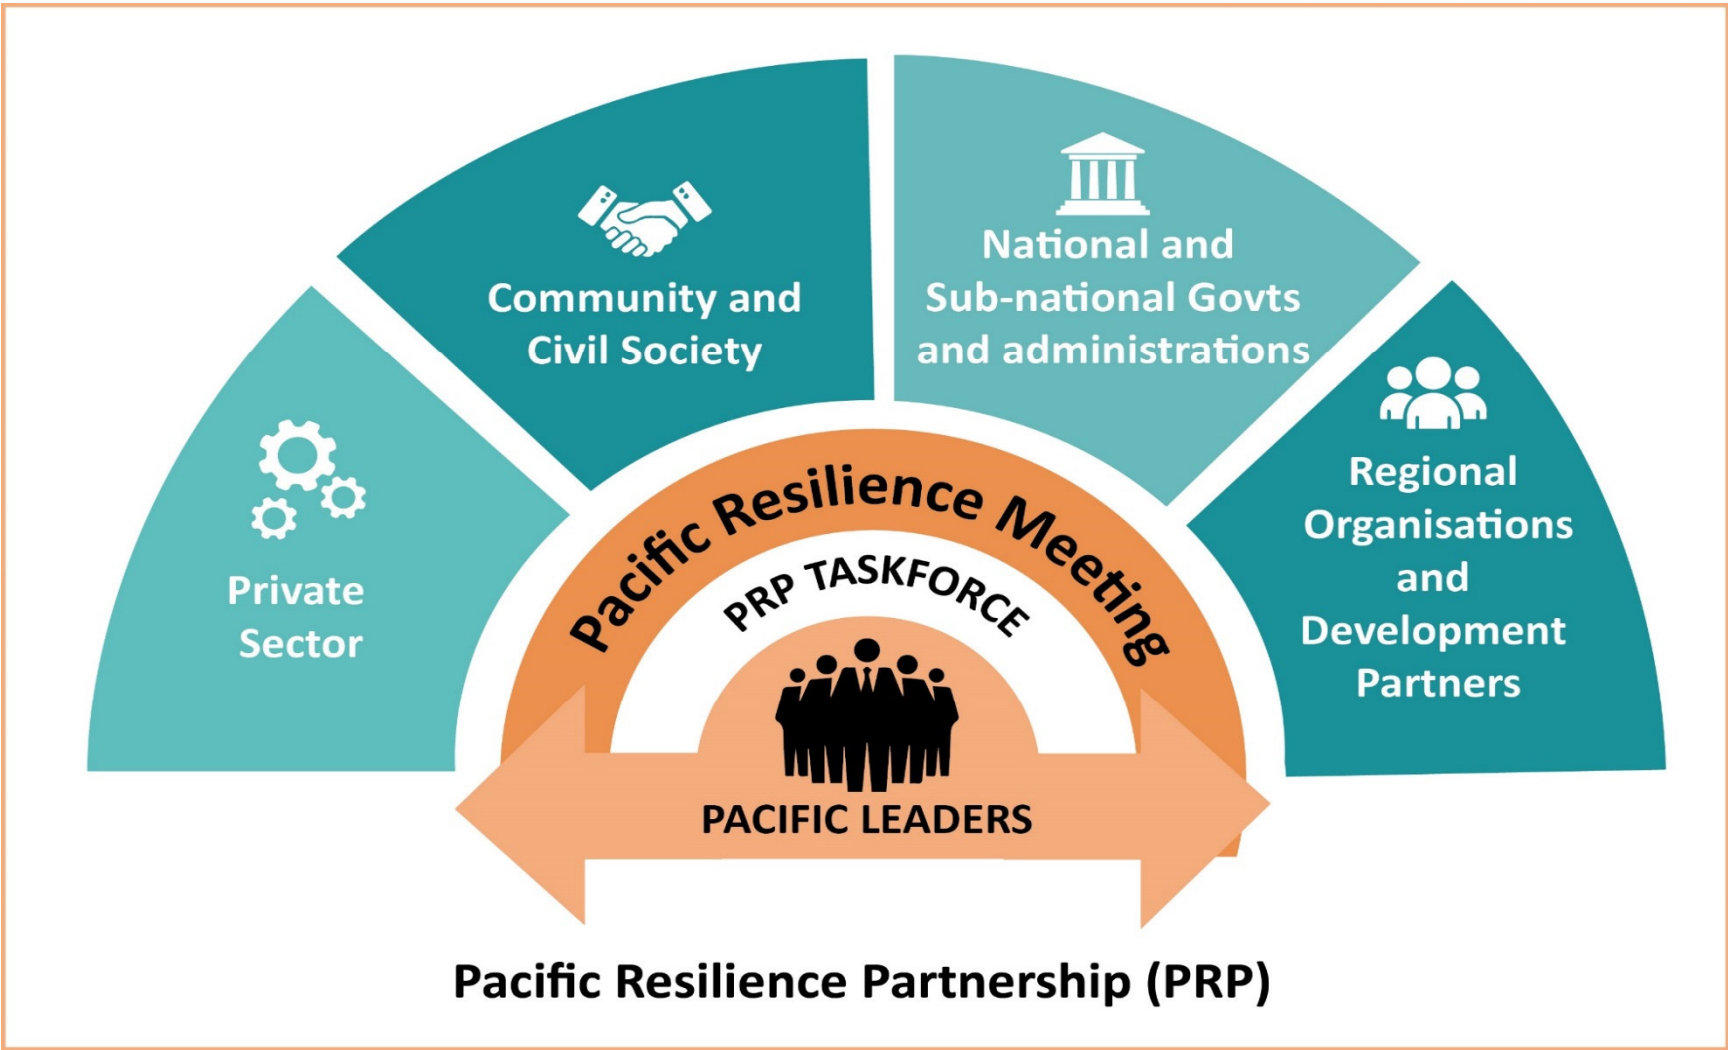 Private
Sector
Community and
Civil Society
National and
Sub-national Govts
and administrations
Regional
Organisations
and
Development
Partners
Pacific Resilience Meeting
PRP TASKFORCE
PACIFIC LEADERS
Pacific Resilience Partnership (PRP)